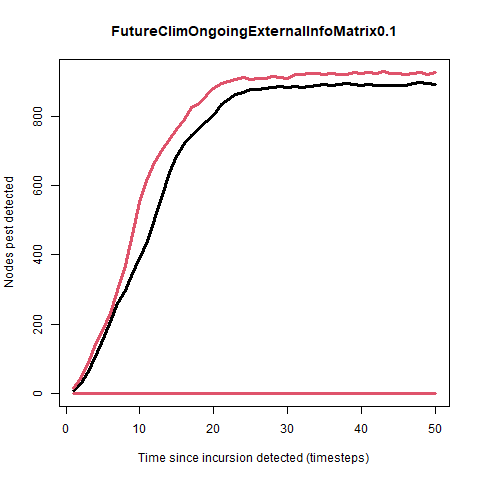 FutureClimOngoingExternalInfoMatrix0.1
Nodes pest detected
800
600
400
200
0
0 10 20 30 40 50
Time since incursion detected (timesteps)